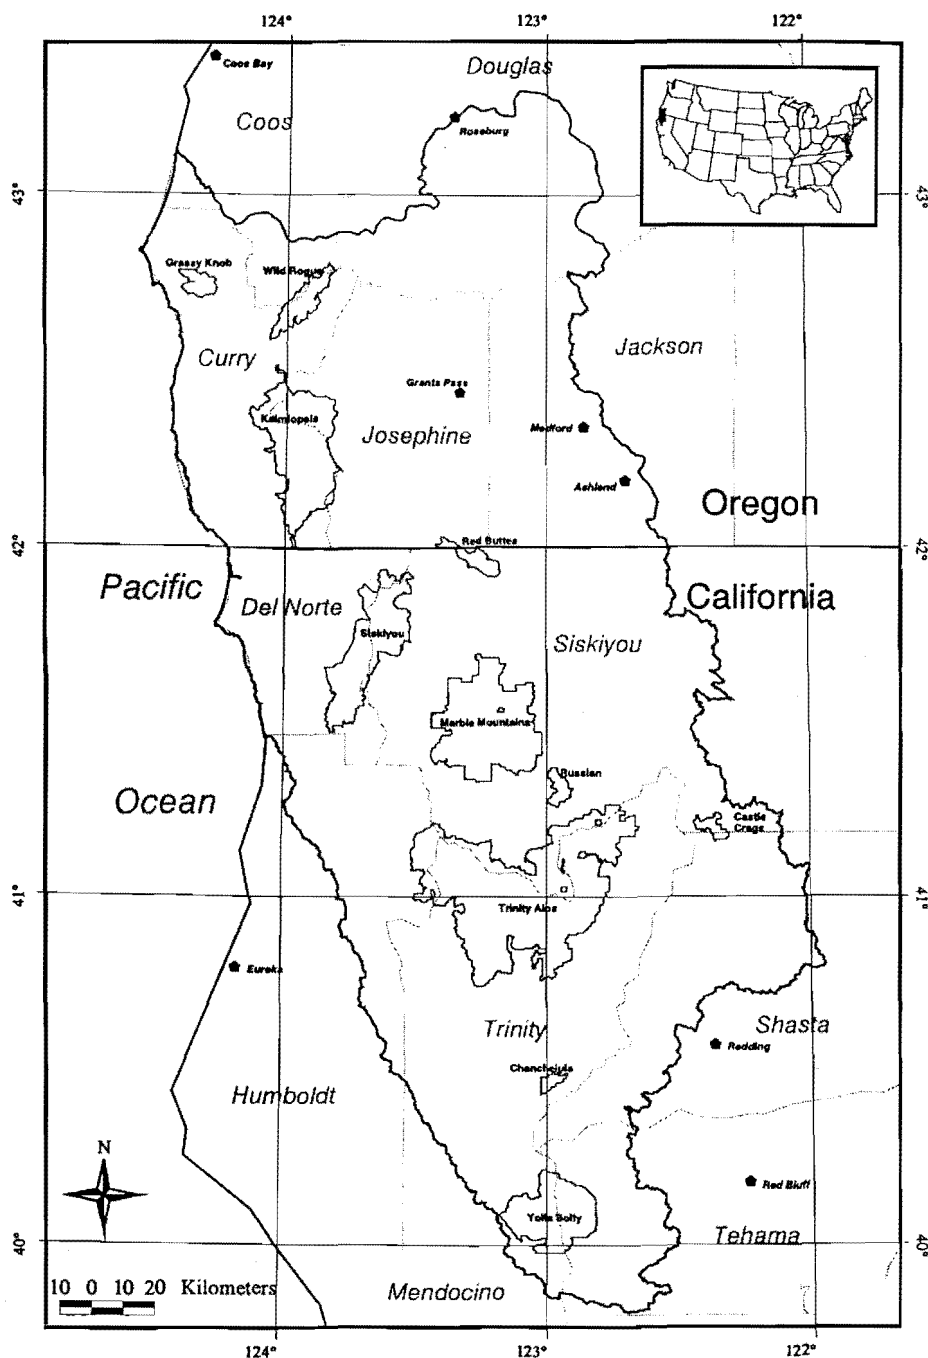 124°
123°
122°
Coos Bay
Douglas
Coos
Roseburg
43°
43°
Grassy Knob
Wild Rogue
Curry
Jackson
Grants Pass
Kalmiopsis
Josephine
Medford
Ashland
Oregon
Red Buttes
42°
42°
Pacific
California
Del Norte
Siskiyou
Siskiyou
Marble Mountains
Russian
Ocean
Castle
Crags
41°
41°
Trinity Alps
Eureka
Trinity
Shasta
Redding
Chanchelula
Humboldt
N
Red Bluff
Yolla Bolly
Tehama
40°
40°
10 0 10 20 Kilometers
Mendocino
124°
123°
122°